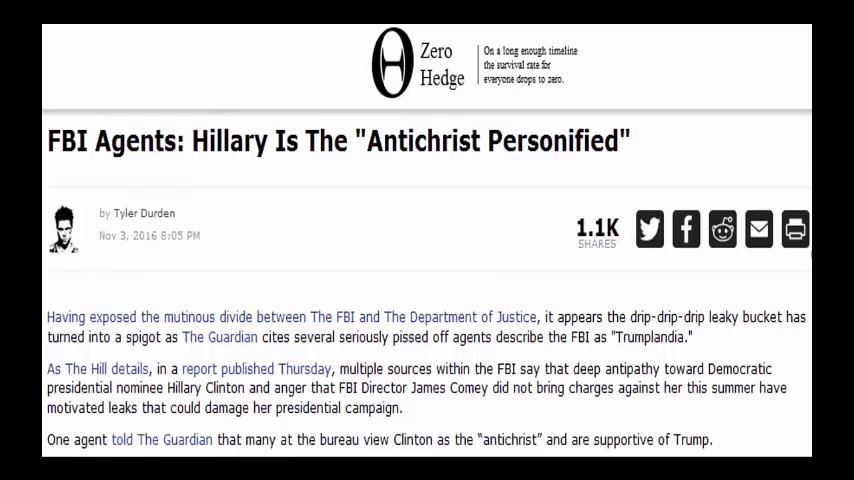 Zero
Hedge
On a long enough timeline
the survival rate for
everyone drops to zero.
FBI Agents: Hillary Is The "Antichrist Personified"
by Tyler Durden
Nov 3, 2016 8:05 PM
1.1K
SHARES
Having exposed the mutinous divide between The FBI and The Department of Justice, it appears the drip-drip-drip leaky bucket has
turned into a spigot as The Guardian cites several seriously pissed off agents describe the FBI as "Trumplandia."
As The Hill details, in a report published Thursday, multiple sources within the FBI say that deep antipathy toward Democratic
presidential nominee Hillary Clinton and anger that FBI Director James Comey did not bring charges against her this summer have
motivated leaks that could damage her presidential campaign.
One agent told The Guardian that many at the bureau view Clinton as the “antichrist” and are supportive of Trump.